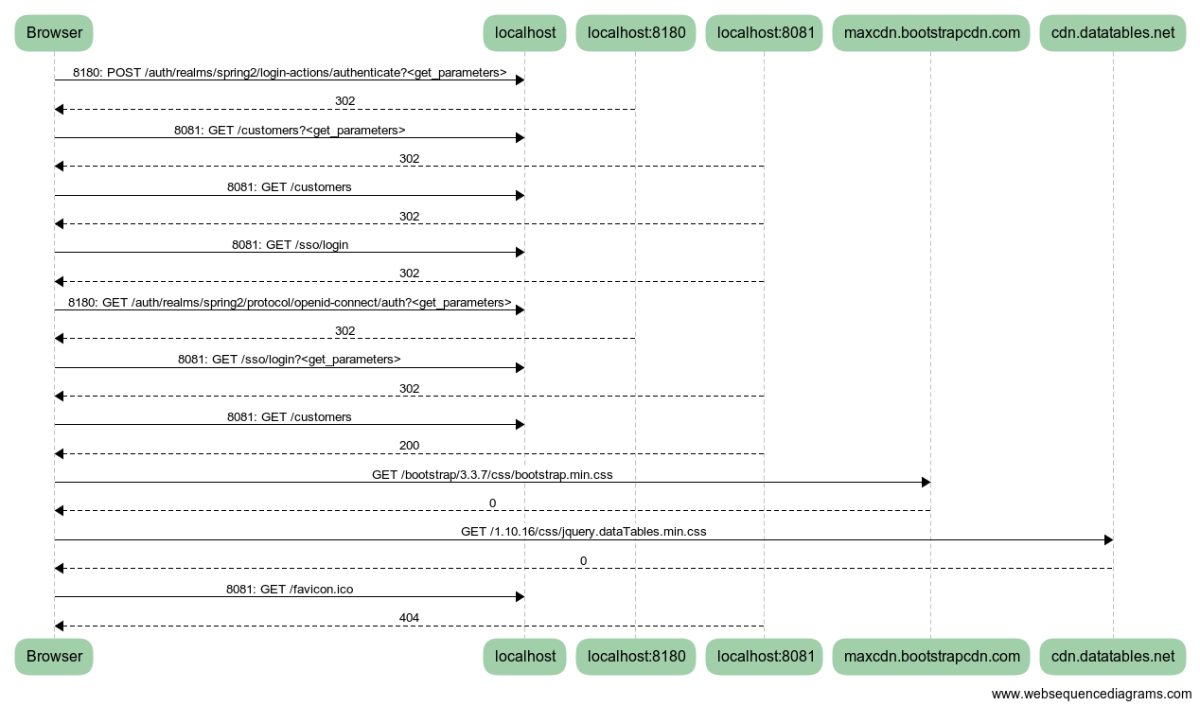 Browser localhost localhost:8180 localhost:8081 maxcdn.bootstrapcdn.com cdn.datatables.net
8180: POST /auth/realms/spring2/login-actions/authenticate?<get_parameters>
302
8081: GET /customers?<get_parameters>
302
8081: GET /customers
302
8081: GET /sso/login
302
8180: GET /auth/realms/spring2/protocol/openid-connect/auth?<get_parameters>
302
8081: GET /sso/login?<get_parameters>
302
8081: GET /customers
200
GET /bootstrap/3.3.7/css/bootstrap.min.css
0
GET /1.10.16/css/jquery.dataTables.min.css
0
8081: GET /favicon.ico
404
Browser localhost localhost:8180 localhost:8081 maxcdn.bootstrapcdn.com cdn.datatables.net
www.websequencediagrams.com